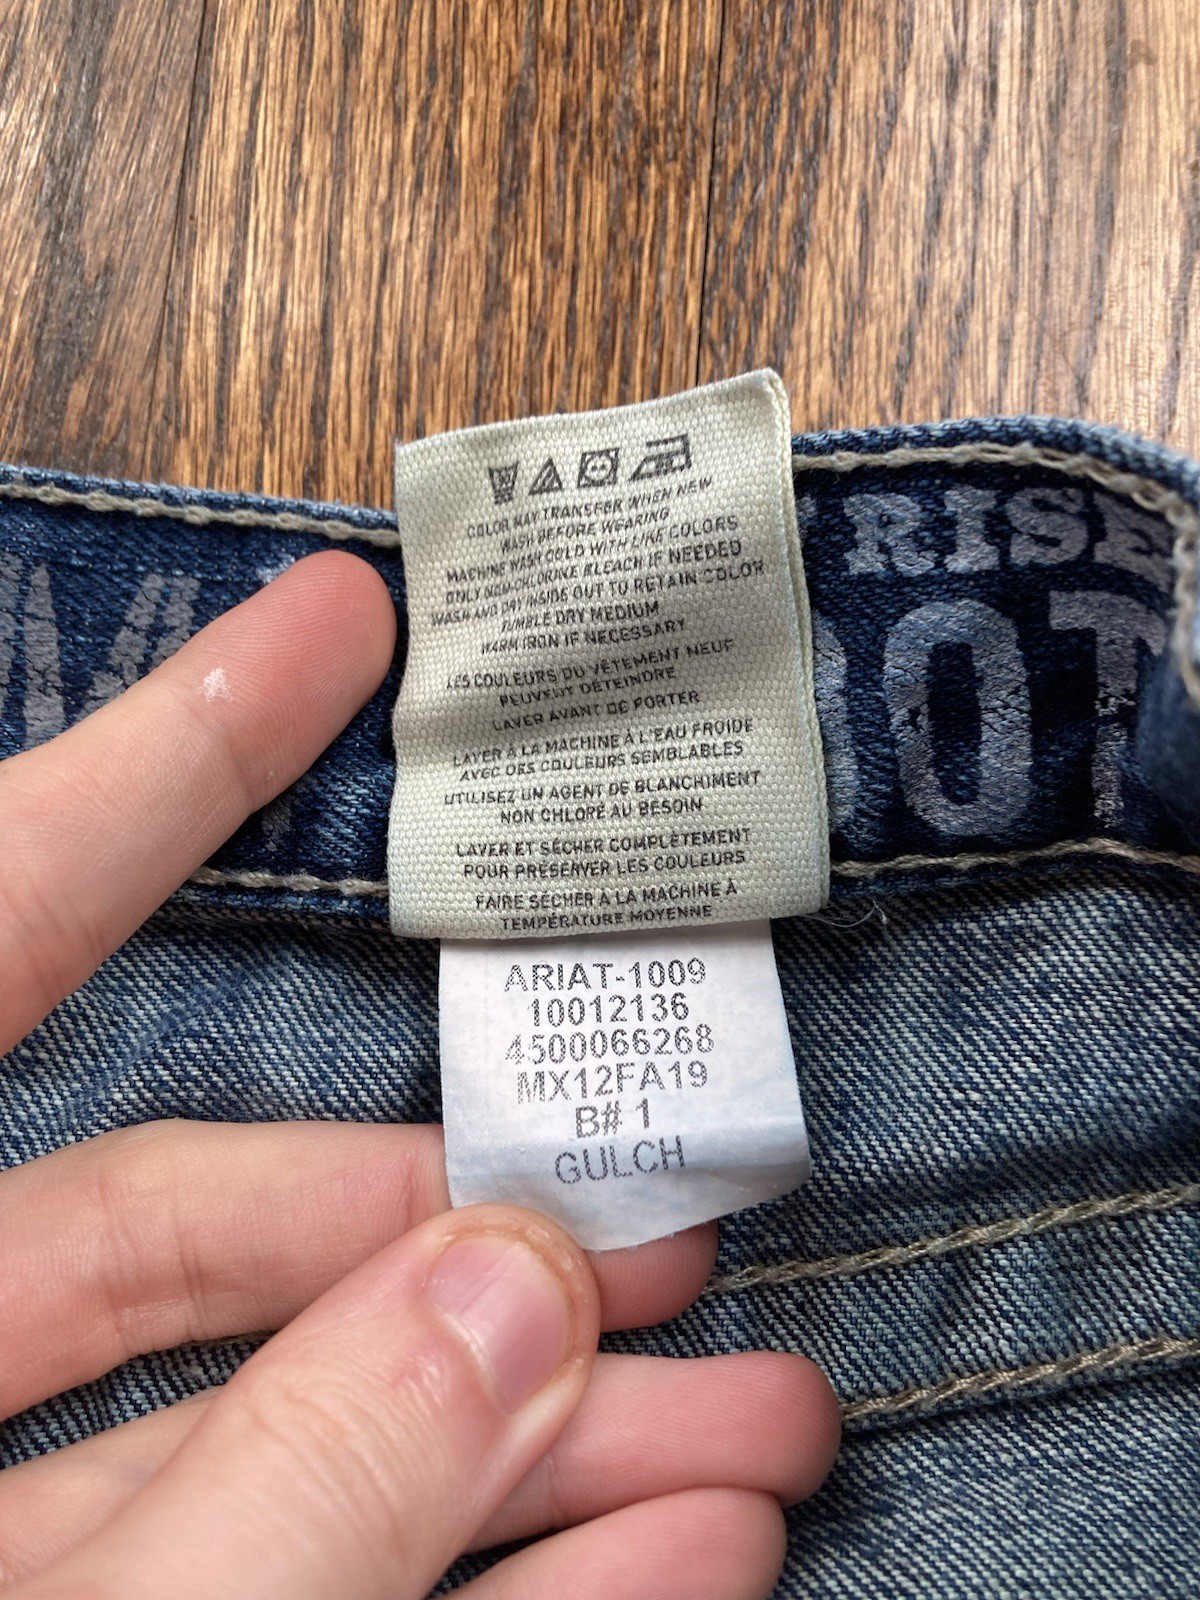 COLOR MAY TRANSFER WHEN NEW
WASH BEFORE WEARING
MACHINE WASH COLD WITH LIKE COLORS
ONLY NON-CHLORINE BLEACH IF NEEDED
WASH AND DRY INSIDE OUT TO RETAIN COLOR
TUMBLE DRY MEDIUM
WARM IRON IF NECESSARY
LES COULEURS DU VÊTEMENT NEUF
PEUVENT DÉTEINDRE
LAVER AVANT DE PORTER
LAVER À LA MACHINE À L'EAU FROIDE
AVEC DES COULEURS SEMBLABLES
UTILISEZ UN AGENT DE BLANCHIMENT
NON CHLORÉ AU BESOIN
LAVER ET SÉCHER COMPLÈTEMENT
POUR PRÉSERVER LES COULEURS
FAIRE SÉCHER À LA MACHINE À
TEMPÉRATURE MOYENNE
RISE
OOT
ARIAT-1009
10012136
4500066268
MX12FA19
B# 1
GULCH